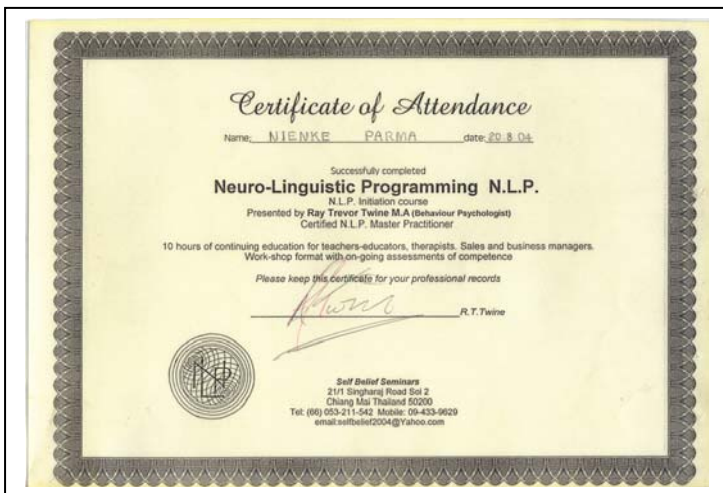 Certificate of Attendance
Name: NIENKE PARMA date: 20.8.04
Successfully completed
Neuro-Linguistic Programming N.L.P.
N.L.P. Initiation course
Presented by Ray Trevor Twine M.A (Behaviour Psychologist)
Certified N.L.P. Master Practitioner
10 hours of continuing education for teachers-educators, therapists. Sales and business managers.
Work-shop format with on-going assessments of competence
Please keep this certificate for your professional records
R.T.Twine
NLP
Self Belief Seminars
21/1 Singharaj Road Soi 2
Chiang Mai Thailand 50200
Tel: (66) 053-211-542 Mobile: 09-433-9629
email:selfbelief2004@Yahoo.com